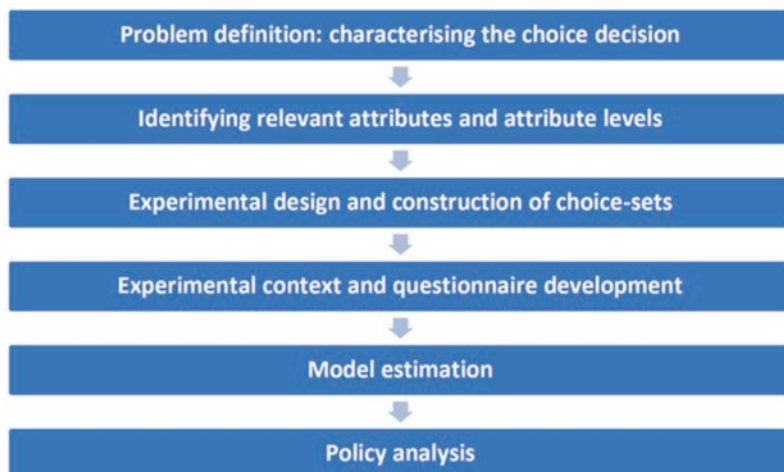 Problem definition: characterising the choice decision
Identifying relevant attributes and attribute levels
Experimental design and construction of choice-sets
Experimental context and questionnaire development
Model estimation
Policy analysis